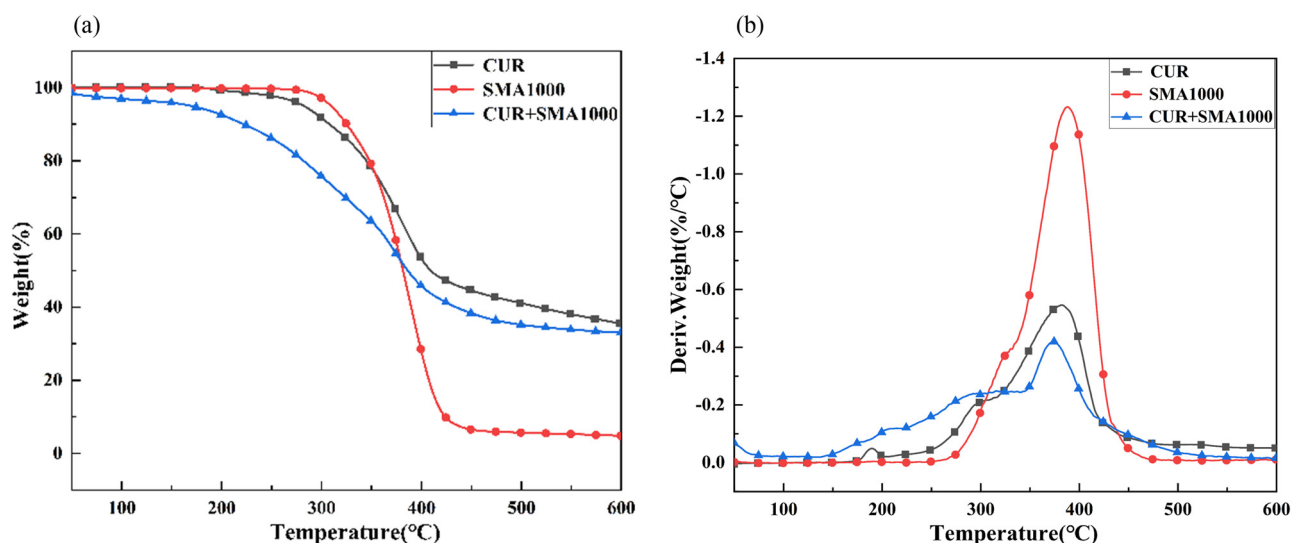 (a)
CUR
SMA1000
CUR+SMA1000
100
80
60
40
20
0
Weight(%)
100
200
300
400
500
600
Temperature(°C)
(b)
CUR
SMA1000
CUR+SMA1000
-1.4
-1.2
-1.0
-0.8
-0.6
-0.4
-0.2
0.0
Deriv.Weight(%/°C)
100
200
300
400
500
600
Temperature(°C)